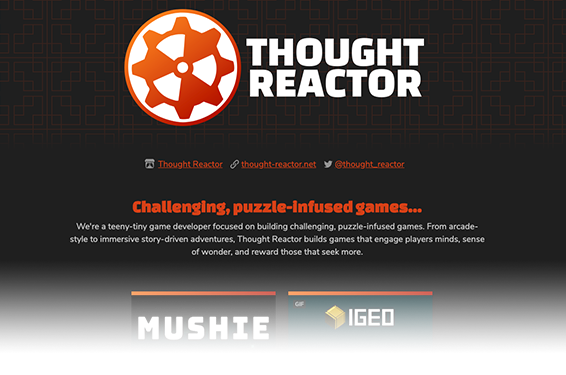 THOUGHT
REACTOR
Thought Reactor thought-reactor.net @thought_reactor
Challenging, puzzle-infused games...
We're a teeny-tiny game developer focused on building challenging, puzzle-infused games. From arcade-
style to immersive story-driven adventures, Thought Reactor builds games that engage players minds, sense
of wonder, and reward those that seek more.
MUSHIE
GIF
IGEO